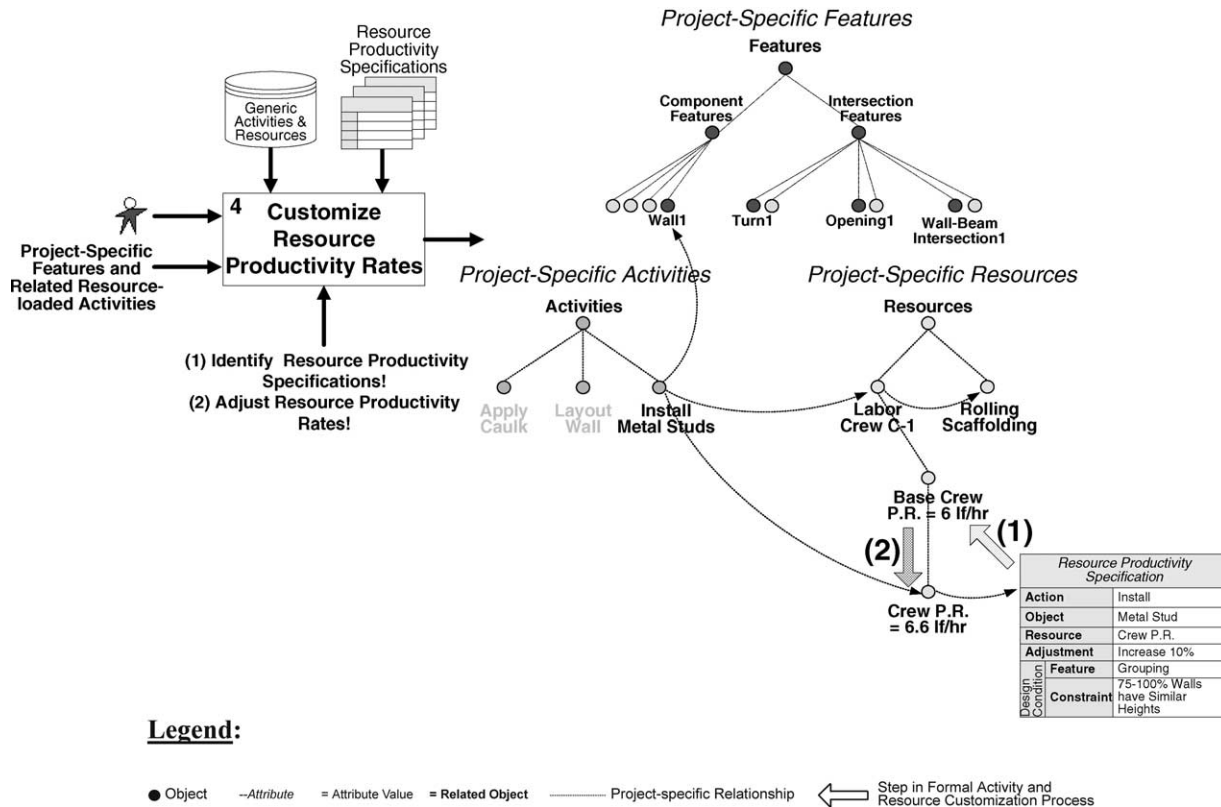 Project-Specific Features
Features
Resource
Productivity
Specifications
Generic
Activities &
Resources
Component
Features
Intersection
Features
4
Customize
Resource
Productivity Rates
Project-Specific
Features and
Related Resource-
loaded Activities
(1) Identify Resource Productivity
Specifications!
(2) Adjust Resource Productivity
Rates!
Wall1
Turn1
Opening1
Wall-Beam
Intersection1
Project-Specific Activities
Activities
Apply
Caulk
Layout
Wall
Install
Metal Studs
Project-Specific Resources
Resources
Labor
Crew C-1
Rolling
Scaffolding
Base Crew
P.R. = 6 lf/hr
(1)
(2)
Crew P.R.
= 6.6 lf/hr
Resource Productivity
Specification
Action Install
Object Metal Stud
Resource Crew P.R.
Adjustment Increase 10%
Design
Condition
Feature Grouping
Constraint 75-100% Walls
have Similar
Heights
Legend:
Object --Attribute = Attribute Value = Related Object Project-specific Relationship Step in Formal Activity and
Resource Customization Process